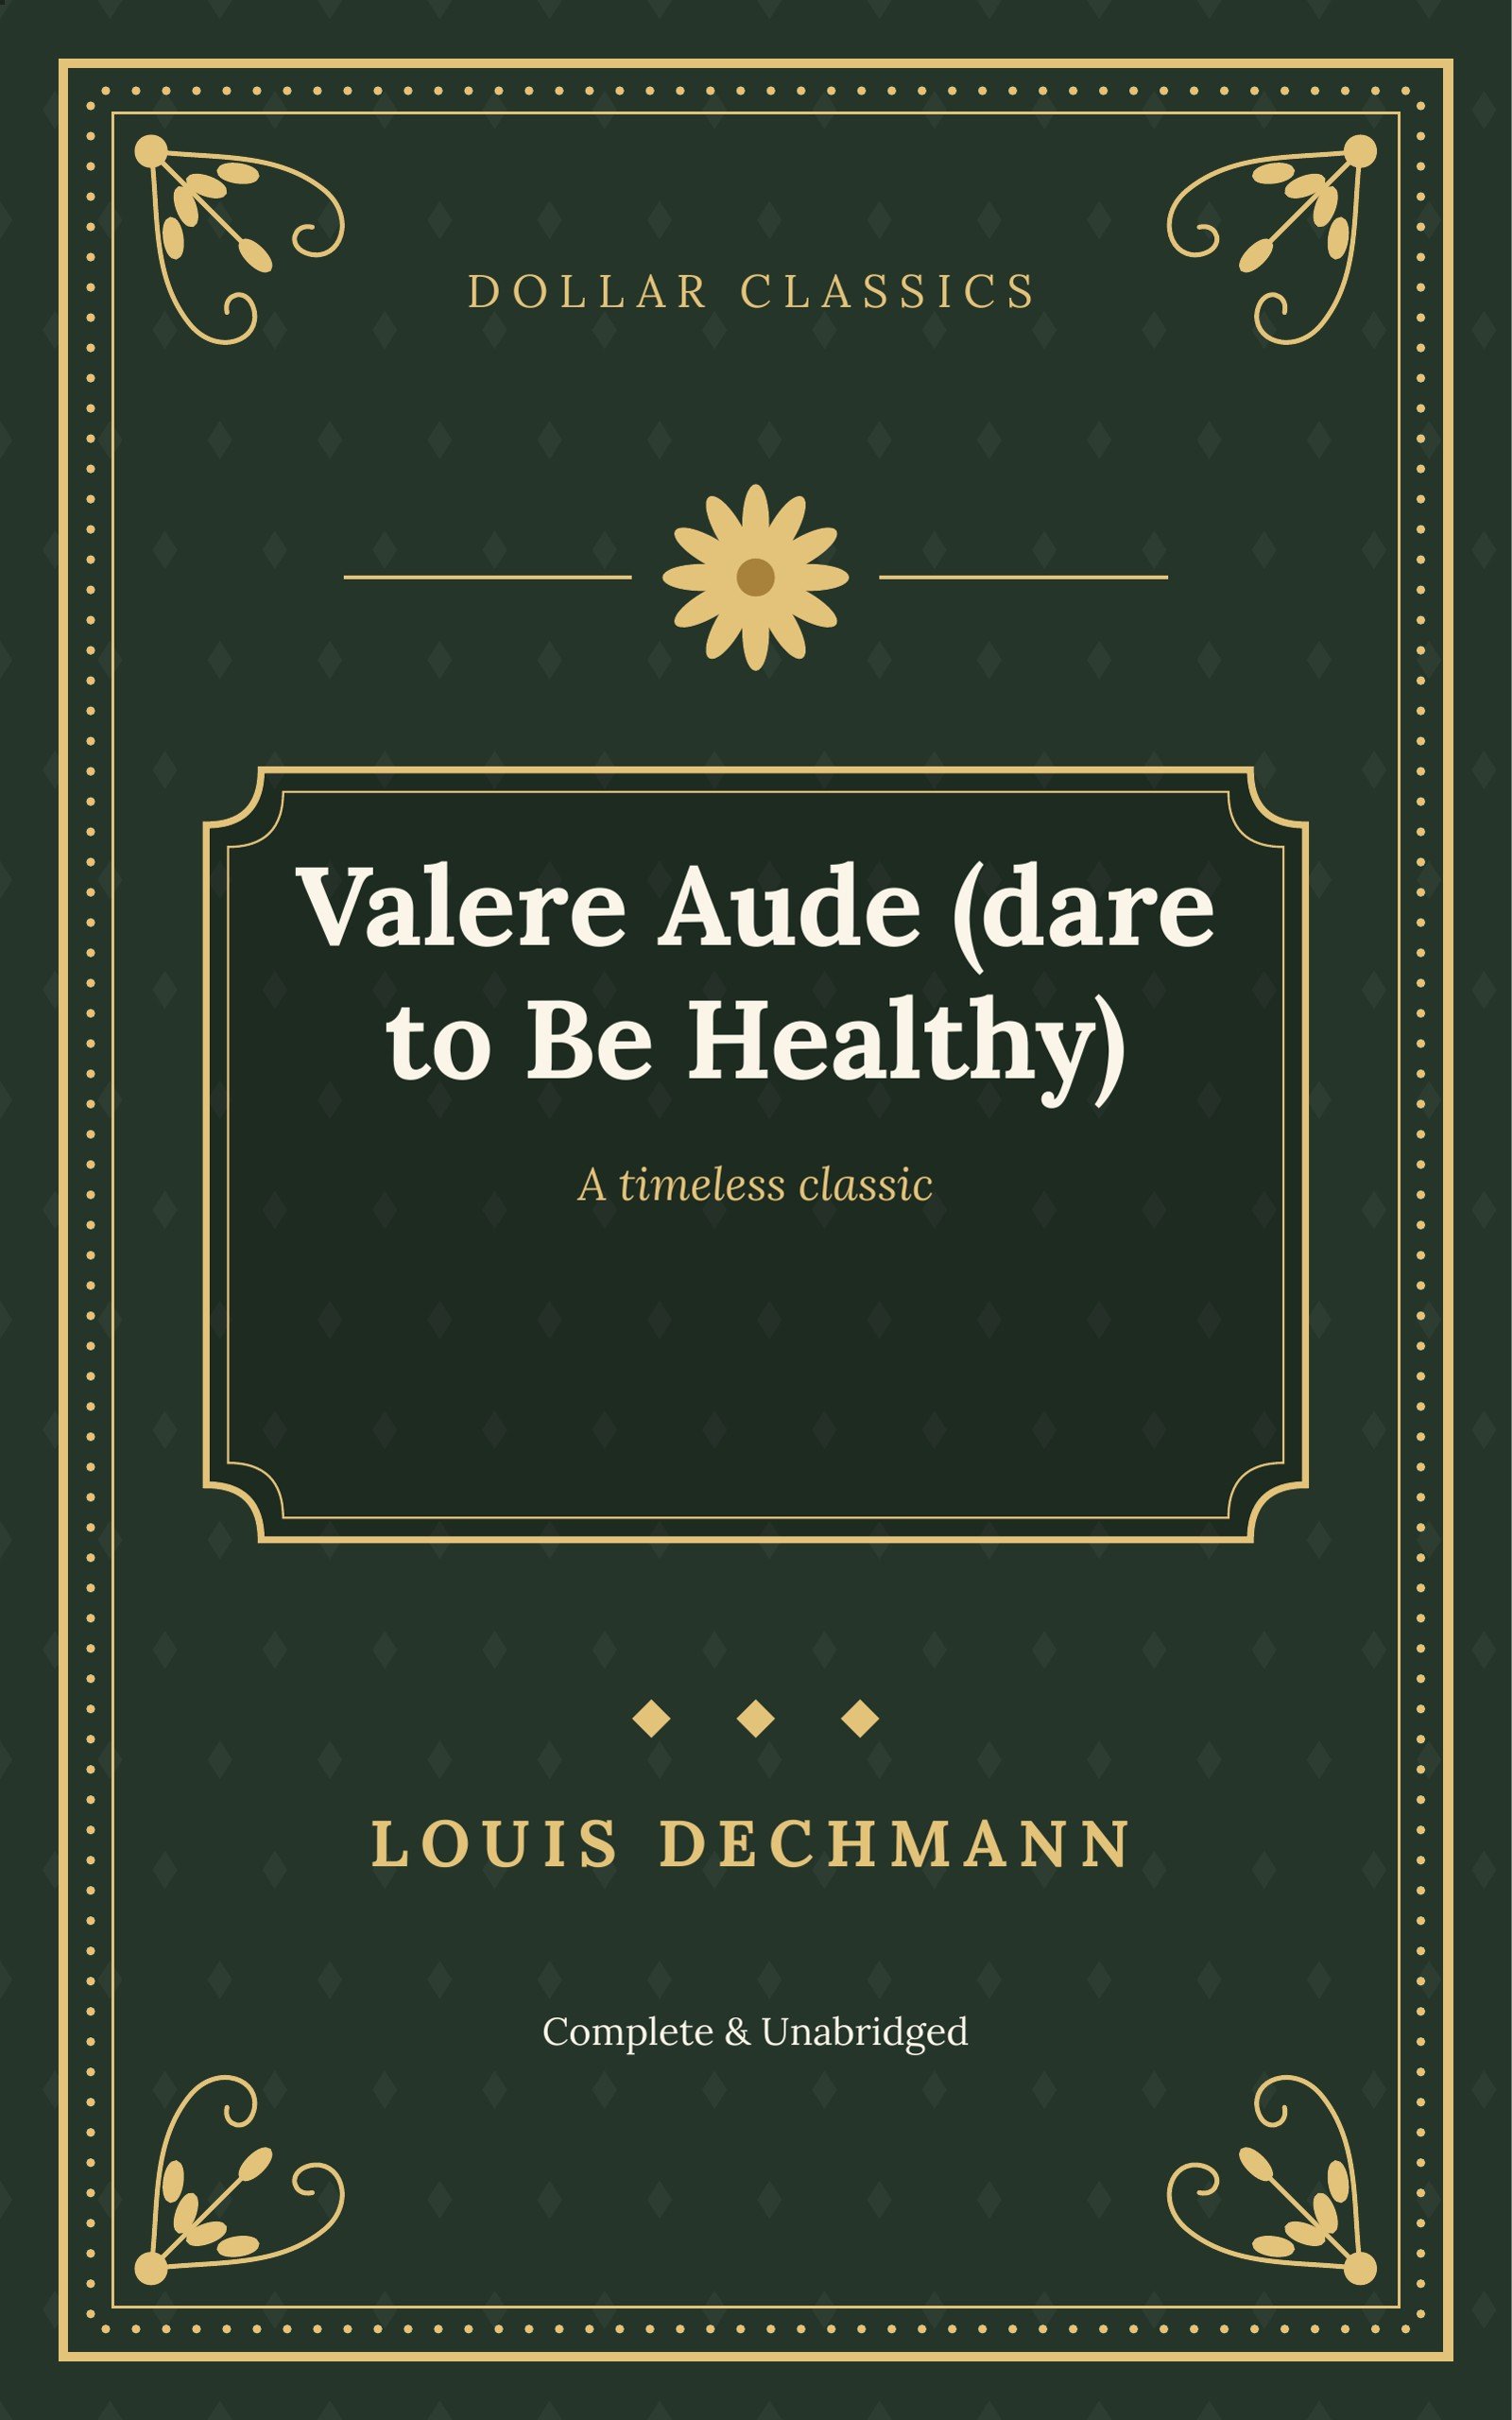 DOLLAR CLASSICS
Valere Aude (dare
to Be Healthy)
A timeless classic
LOUIS DECHMANN
Complete & Unabridged